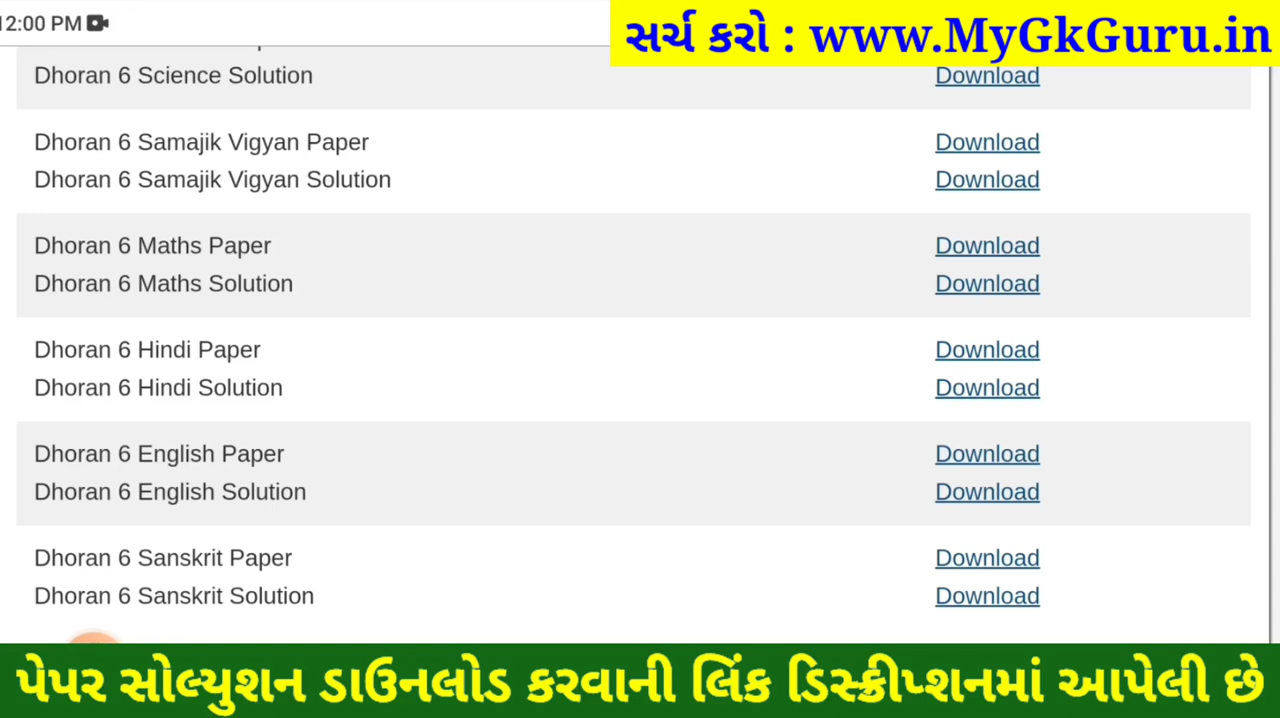 12:00 PM
સર્ચ કરો : www.MyGkGuru.in
Dhoran 6 Science Solution Download
Dhoran 6 Samajik Vigyan Paper Download
Dhoran 6 Samajik Vigyan Solution Download
Dhoran 6 Maths Paper Download
Dhoran 6 Maths Solution Download
Dhoran 6 Hindi Paper Download
Dhoran 6 Hindi Solution Download
Dhoran 6 English Paper Download
Dhoran 6 English Solution Download
Dhoran 6 Sanskrit Paper Download
Dhoran 6 Sanskrit Solution Download
પેપર સોલ્યુશન ડાઉનલોડ કરવાની લિંક ડિસ્ક્રીપ્શનમાં આપેલી છે